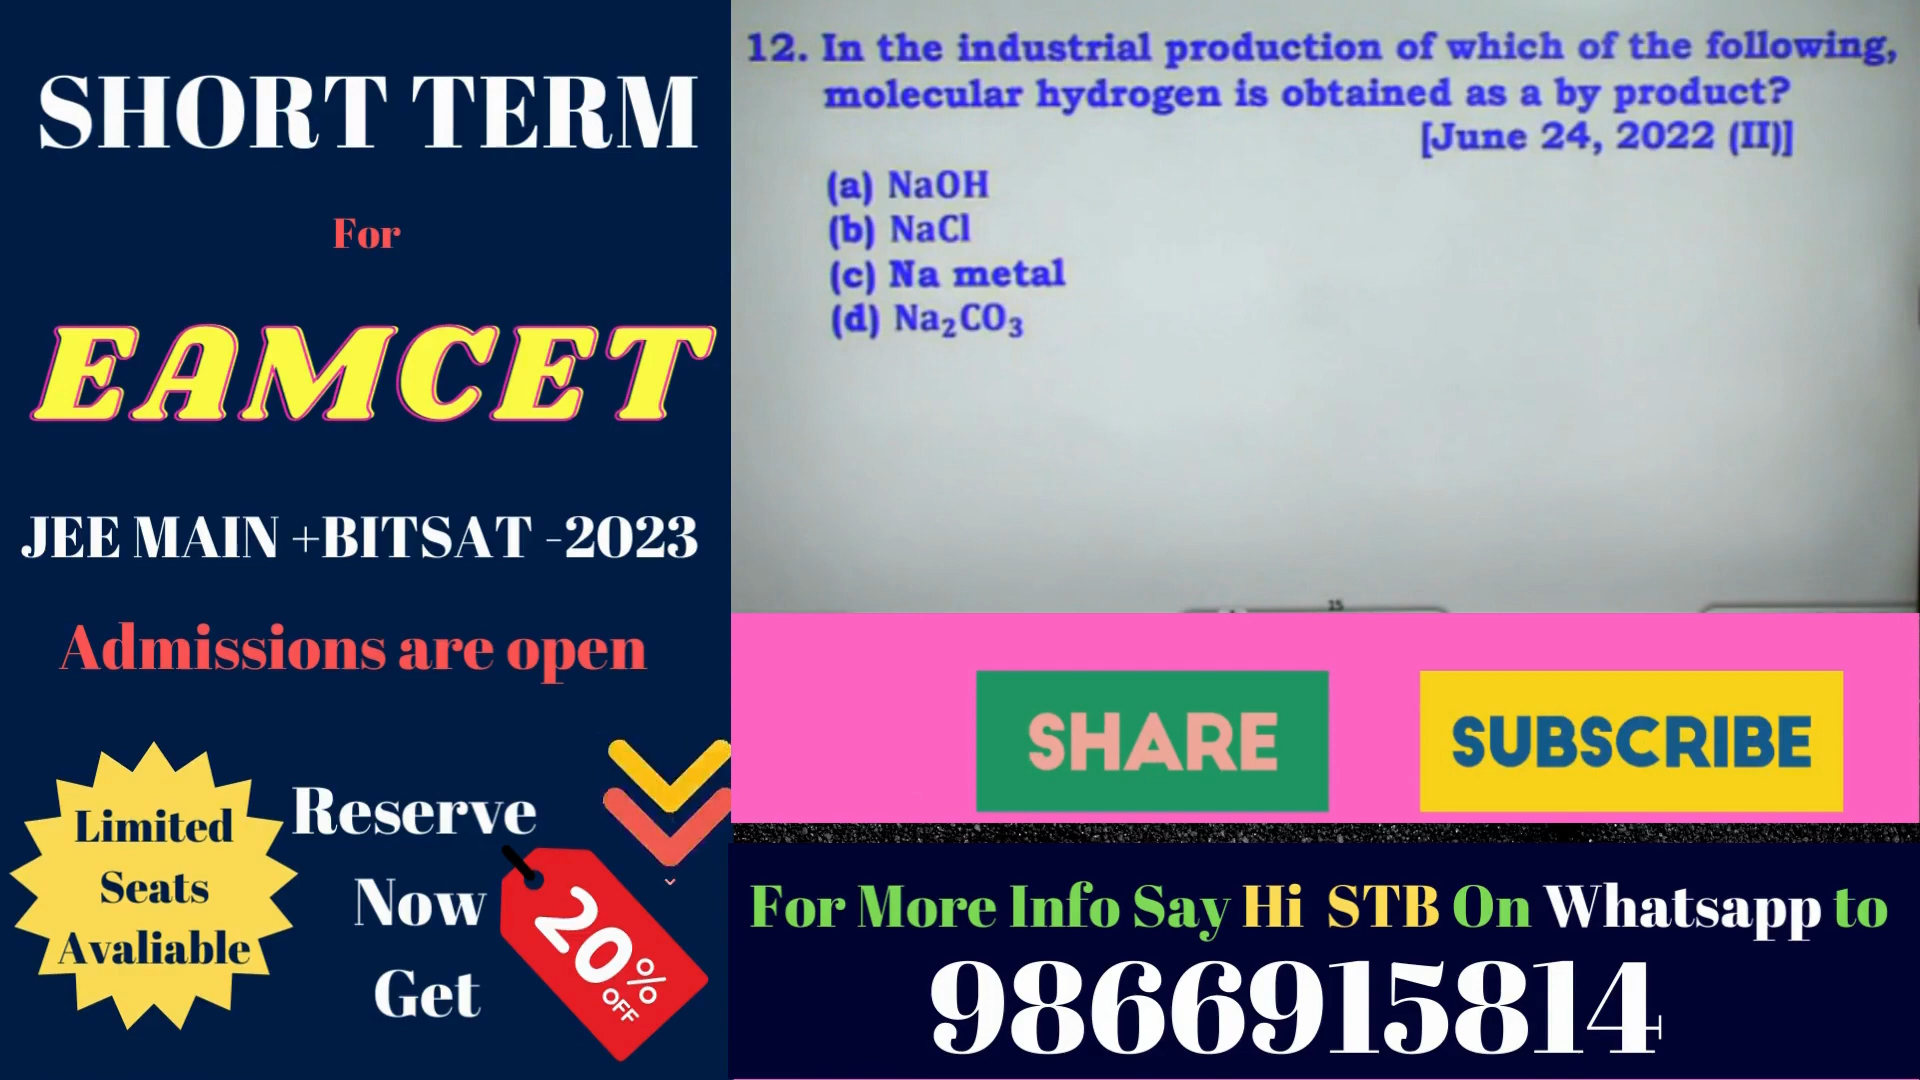 SHORT TERM
For
EAMCET
JEE MAIN +BITSAT -2023
Admissions are open
Limited
Seats
Avaliable
Reserve
Now
Get
20%
OFF
12. In the industrial production of which of the following,
molecular hydrogen is obtained as a by product?
[June 24, 2022 (II)]
(a) NaOH
(b) NaCl
(c) Na metal
(d) Na₂CO₃
15
SHARE
SUBSCRIBE
For More Info Say Hi STB On Whatsapp to
9866915814